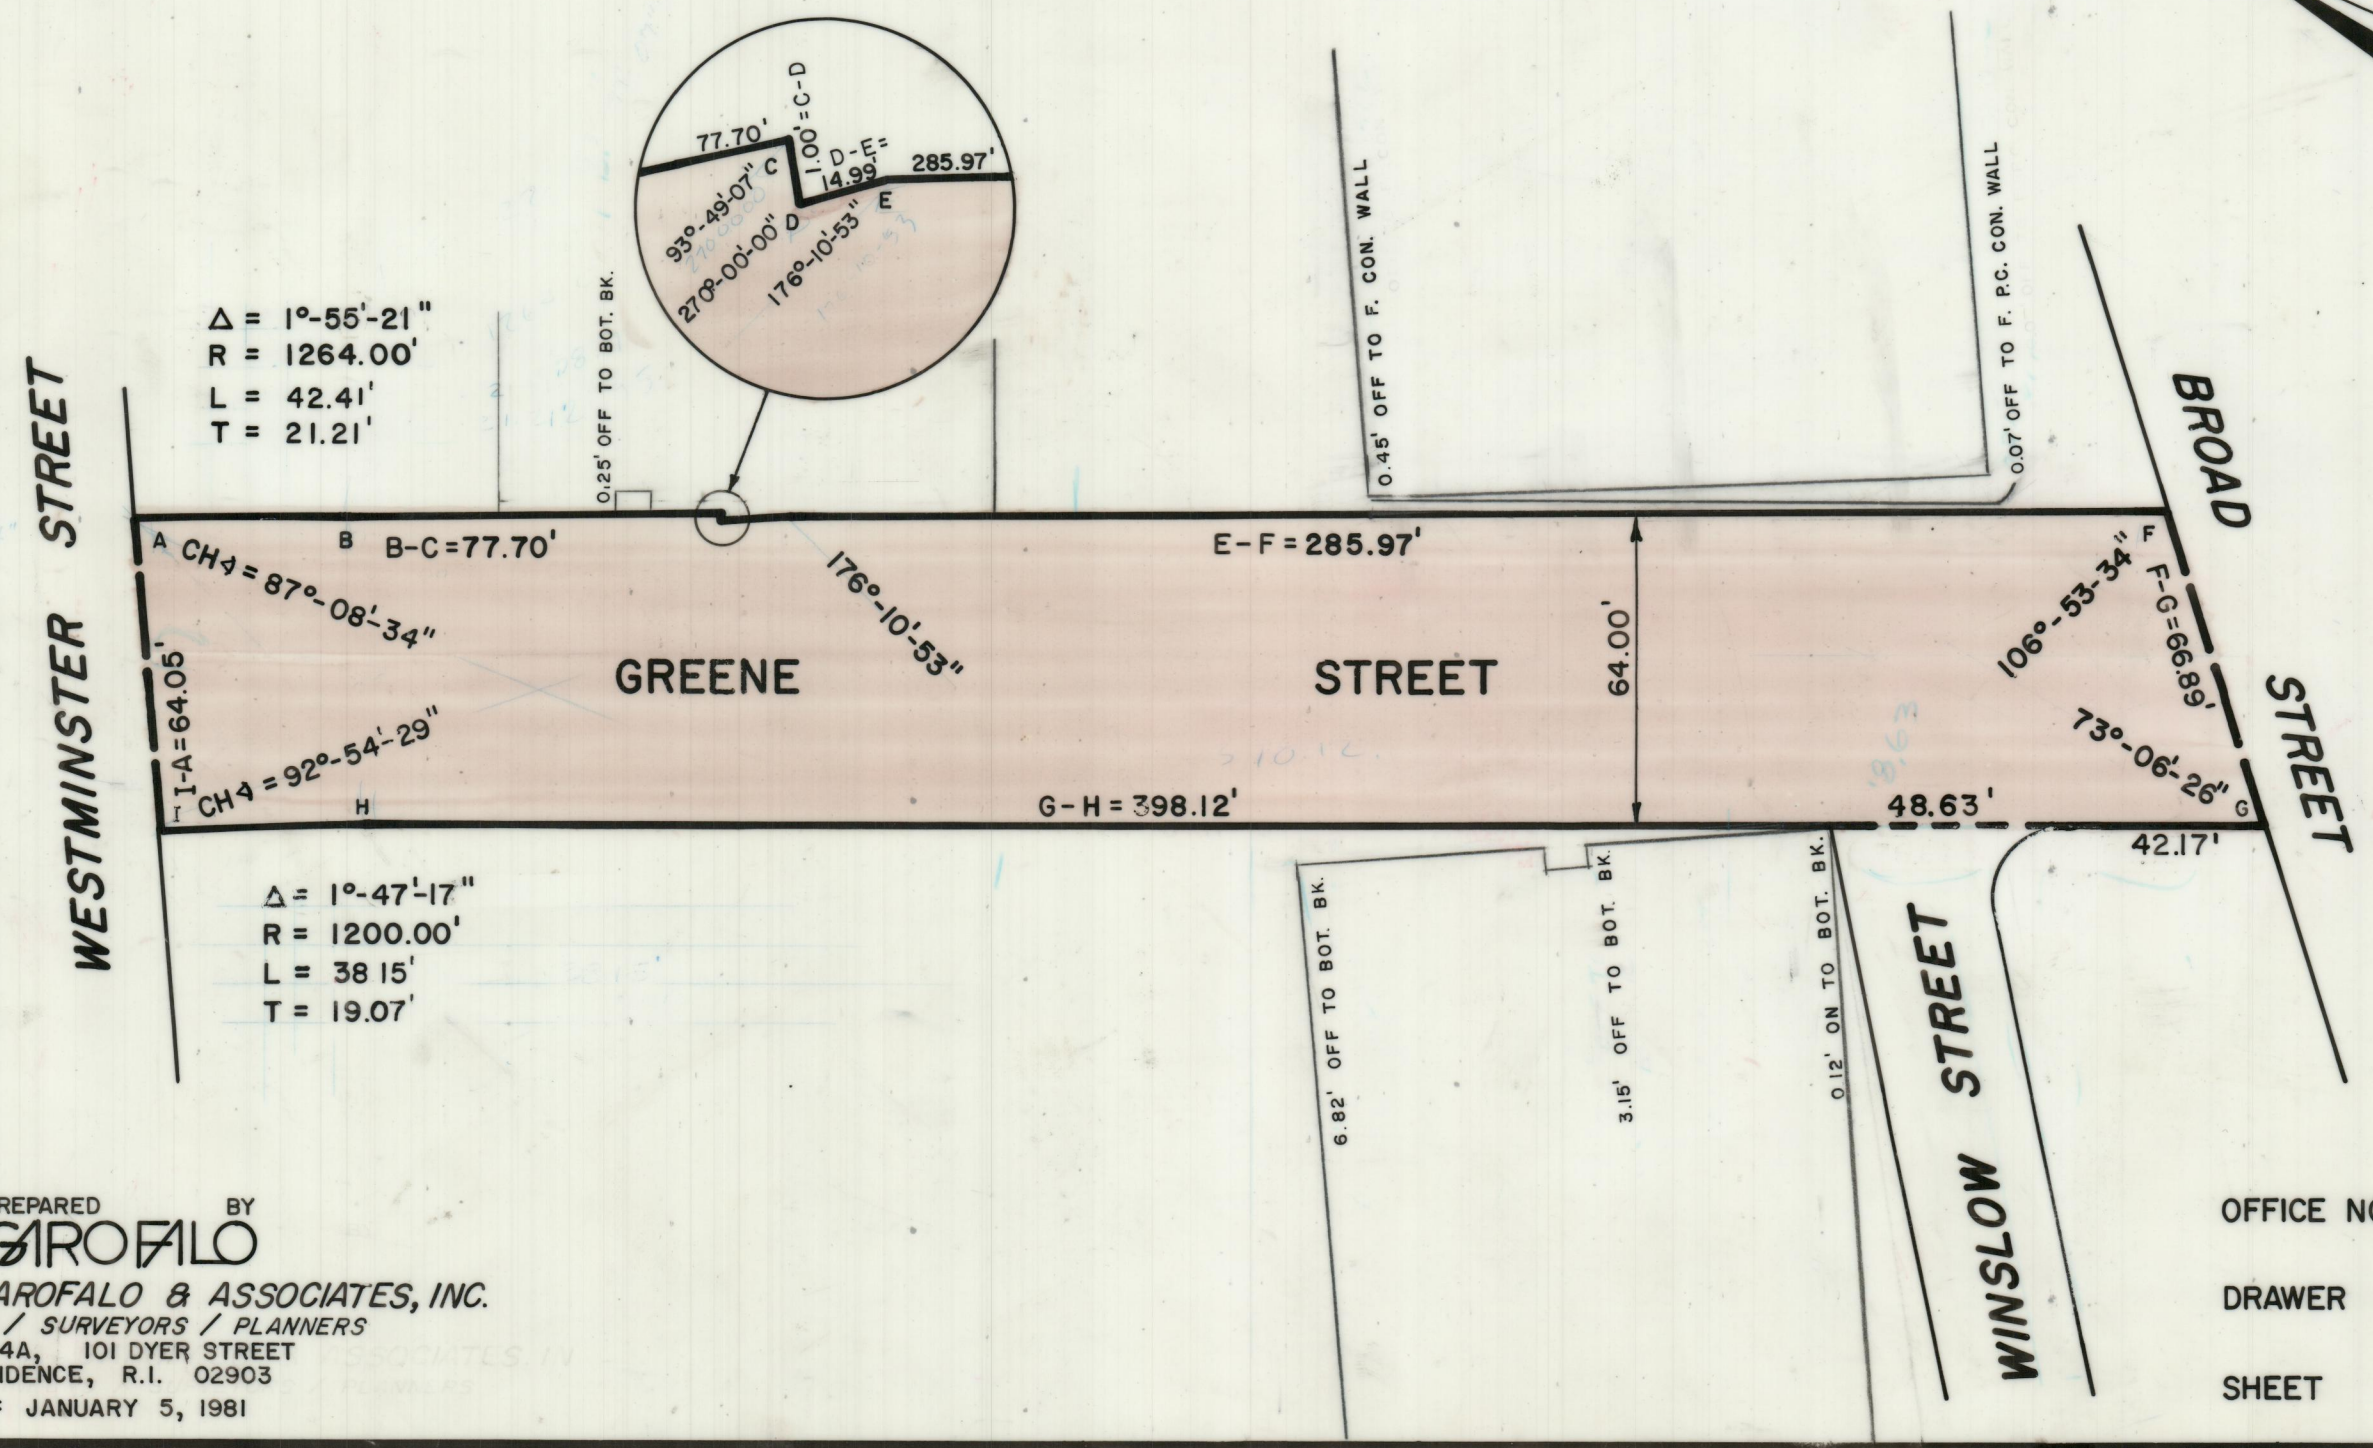 77.70'
1.00'=C-D
C
D-E=
14.99
285.97'
D
E
93°-49'-07"
270°-00'-00"
176°-10'-53"
Δ = 1°-55'-21"
R = 1264.00'
L = 42.41'
T = 21.21'
0.25' OFF TO BOT. BK.
0.45' OFF TO F. CON. WALL
0.07' OFF TO F. P.C. CON. WALL
WESTMINSTER STREET
BROAD STREET
A
B
B-C=77.70'
E-F=285.97'
F
CH∢=87°-08'-34"
176°-10'-53"
106°-53-34"
F-G=66.89'
64.00'
GREENE STREET
I-A=64.05'
CH∢=92°-54'-29"
73°-06'-26"
8.63
510.12
I
H
G-H=398.12'
48.63'
G
42.17'
Δ= 1°-47'-17"
R = 1200.00'
L = 38 15'
T = 19.07'
6.82' OFF TO BOT. BK.
3.15' OFF TO BOT. BK.
0 12' ON TO BOT. BK.
WINSLOW STREET
REPARED BY
GAROFALO
AROFALO & ASSOCIATES, INC.
/ SURVEYORS / PLANNERS
4A, 101 DYER STREET
IDENCE, R.I. 02903
: JANUARY 5, 1981
OFFICE NO
DRAWER
SHEET